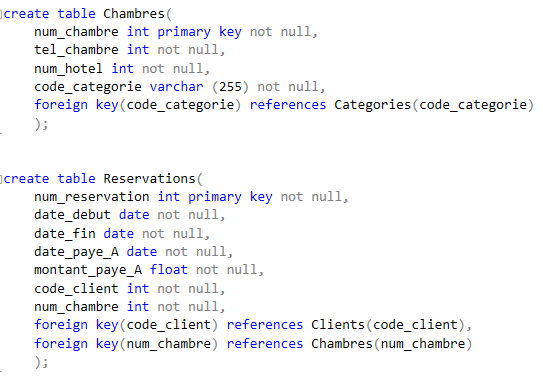 create table Chambres(
num_chambre int primary key not null,
tel_chambre int not null,
num_hotel int not null,
code_categorie varchar (255) not null,
foreign key(code_categorie) references Categories(code_categorie)
);
create table Reservations(
num_reservation int primary key not null,
date_debut date not null,
date_fin date not null,
date_paye_A date not null,
montant_paye_A float not null,
code_client int not null,
num_chambre int not null,
foreign key(code_client) references Clients(code_client),
foreign key(num_chambre) references Chambres(num_chambre)
);